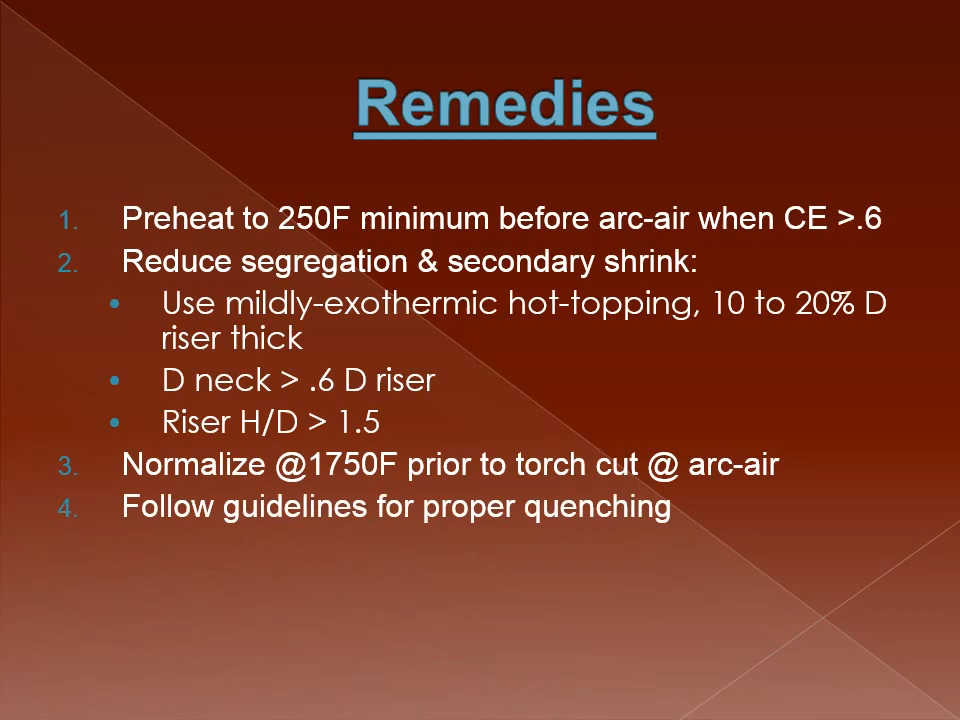 Remedies
1. Preheat to 250F minimum before arc-air when CE >.6
2. Reduce segregation & secondary shrink:
• Use mildly-exothermic hot-topping, 10 to 20% D
riser thick
• D neck > .6 D riser
• Riser H/D > 1.5
3. Normalize @1750F prior to torch cut @ arc-air
4. Follow guidelines for proper quenching